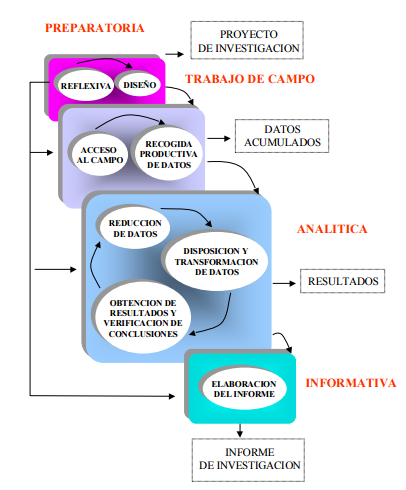 PREPARATORIA
PROYECTO
DE INVESTIGACION
REFLEXIVA
DISEÑO
TRABAJO DE CAMPO
ACCESO
AL CAMPO
RECOGIDA
PRODUCTIVA
DE DATOS
DATOS
ACUMULADOS
REDUCCION
DE DATOS
ANALITICA
DISPOSICION Y
TRANSFORMACION
DE DATOS
RESULTADOS
OBTENCION DE
RESULTADOS Y
VERIFICACION DE
CONCLUSIONES
ELABORACION
DEL INFORME
INFORMATIVA
INFORME
DE INVESTIGACION